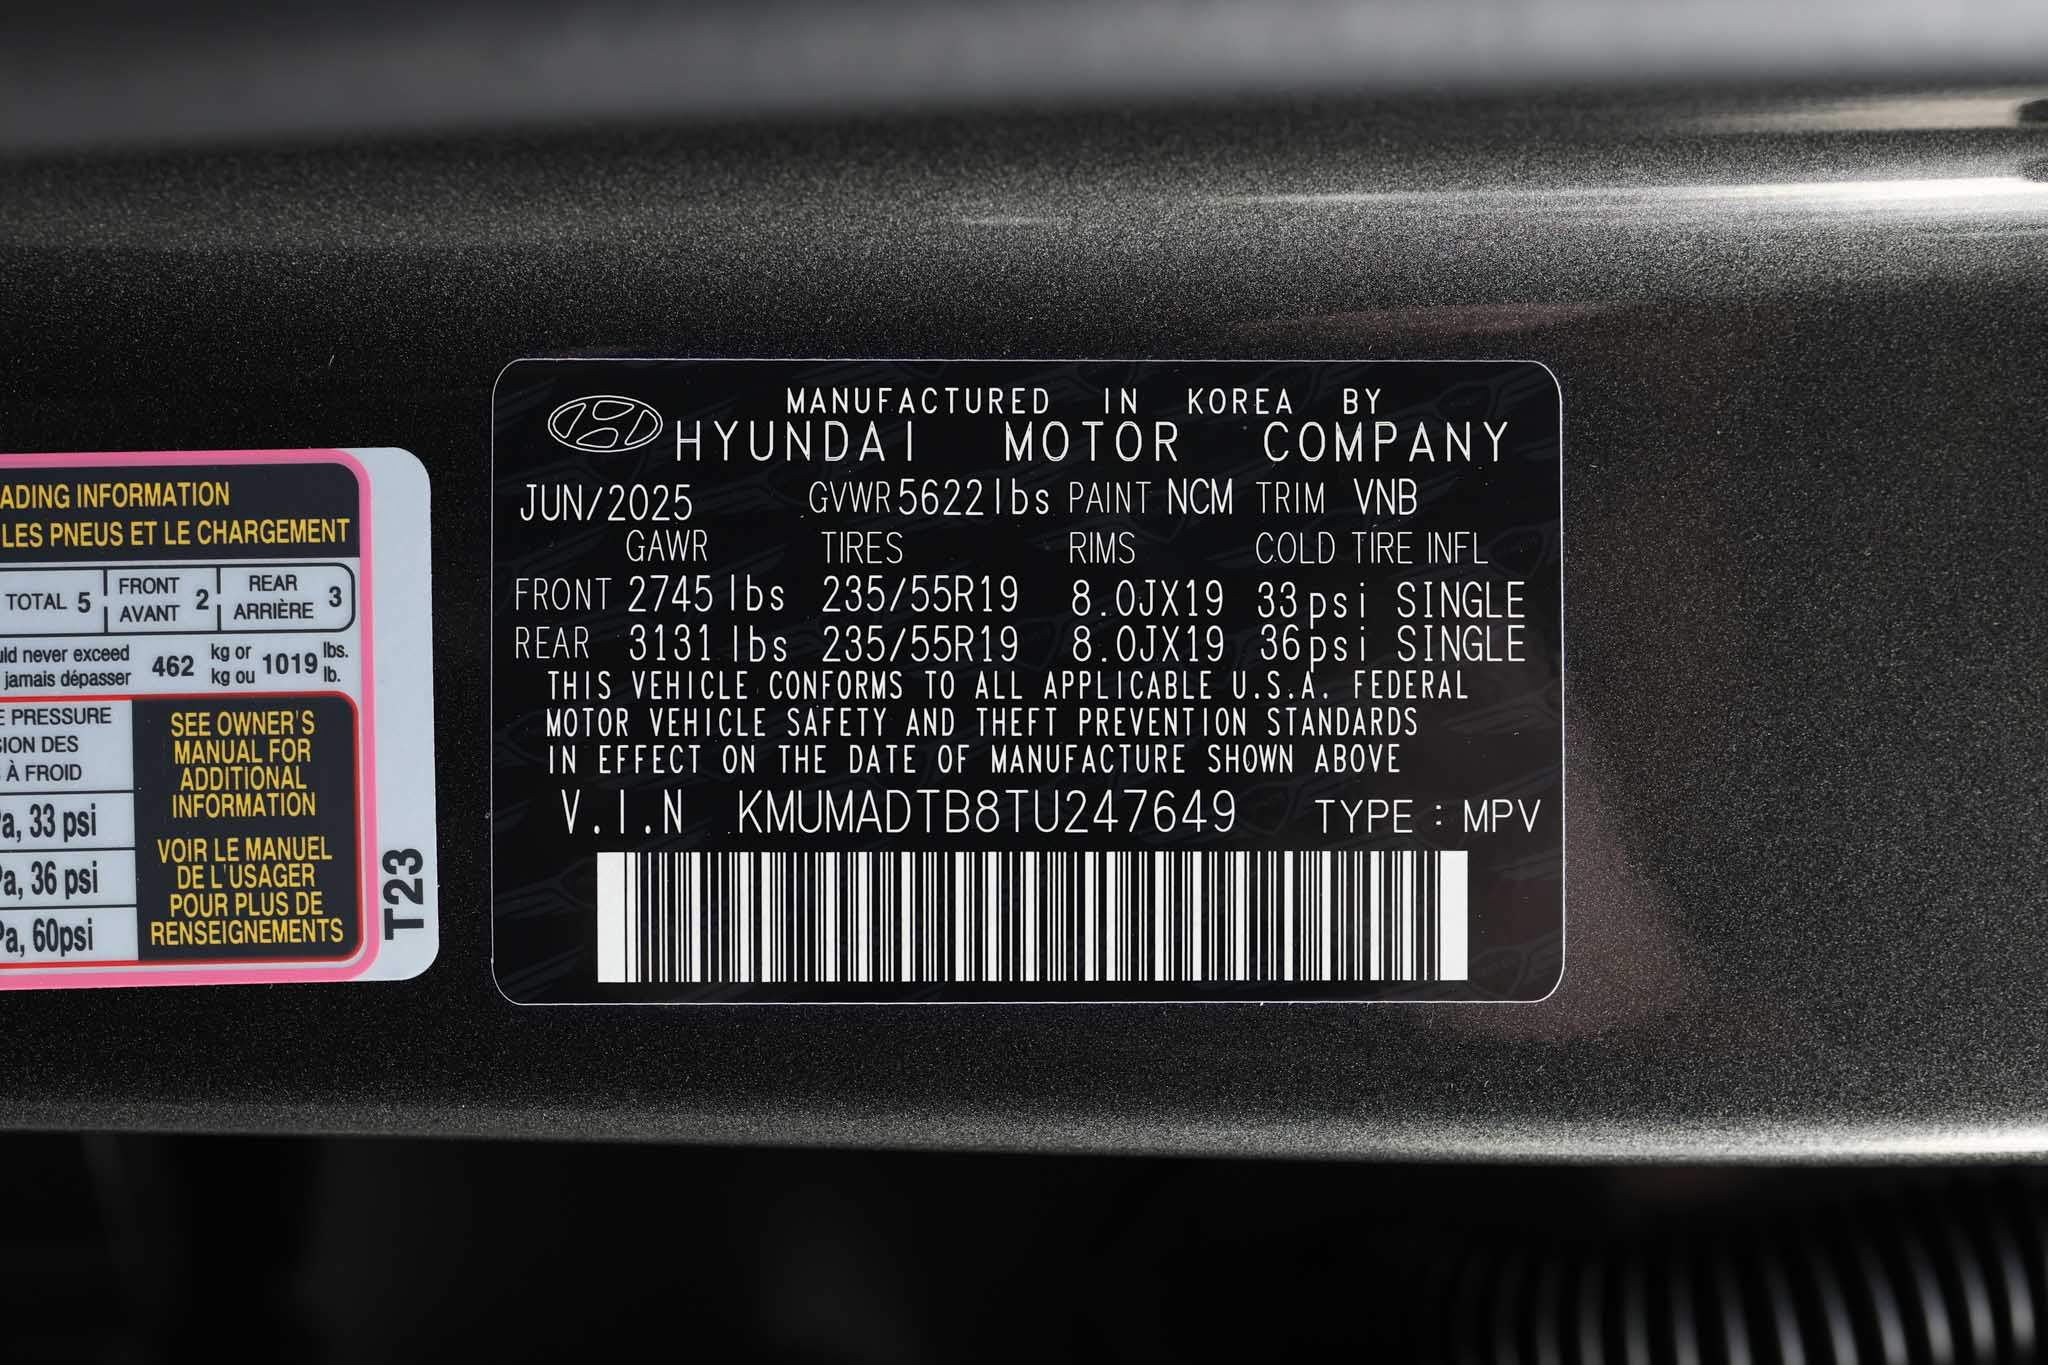 ADING INFORMATION
LES PNEUS ET LE CHARGEMENT
TOTAL 5 FRONT AVANT 2 REAR ARRIÈRE 3
never exceed 462 kg or 1019 lbs.
jamais dépasser kg ou lb.
PRESSURE
DES
À FROID
33 psi
36 psi
60psi
SEE OWNER'S
MANUAL FOR
ADDITIONAL
INFORMATION
VOIR LE MANUEL
DE L'USAGER
POUR PLUS DE
RENSEIGNEMENTS
T23
MANUFACTURED IN KOREA BY
HYUNDAI MOTOR COMPANY
JUN/2025 GVWR 5622lbs PAINT NCM TRIM VNB
GAWR TIRES RIMS COLD TIRE INFL
FRONT 2745 lbs 235/55R19 8.0JX19 33psi SINGLE
REAR 3131 lbs 235/55R19 8.0JX19 36psi SINGLE
THIS VEHICLE CONFORMS TO ALL APPLICABLE U.S.A. FEDERAL
MOTOR VEHICLE SAFETY AND THEFT PREVENTION STANDARDS
IN EFFECT ON THE DATE OF MANUFACTURE SHOWN ABOVE
V.I.N KMUMADTB8TU247649 TYPE : MPV